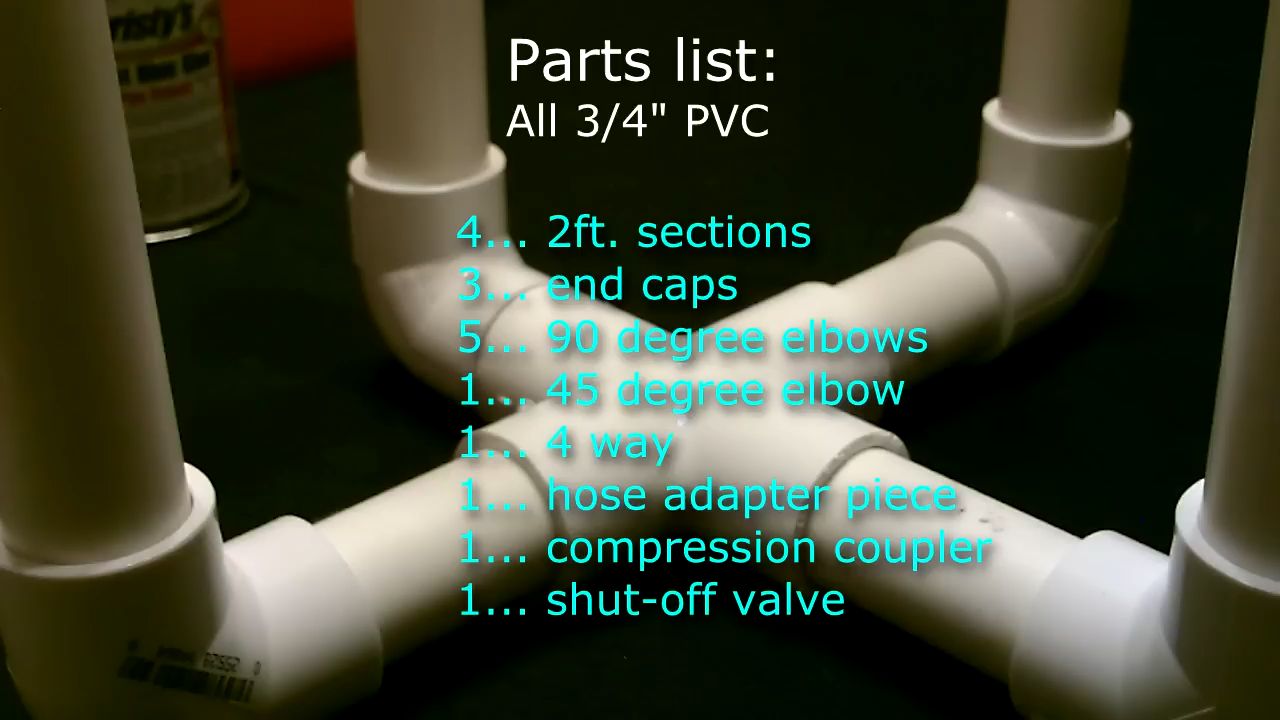 Parts list:
All 3/4" PVC
4... 2ft. sections
3... end caps
5... 90 degree elbows
1... 45 degree elbow
1... 4 way
1... hose adapter piece
1... compression coupler
1... shut-off valve